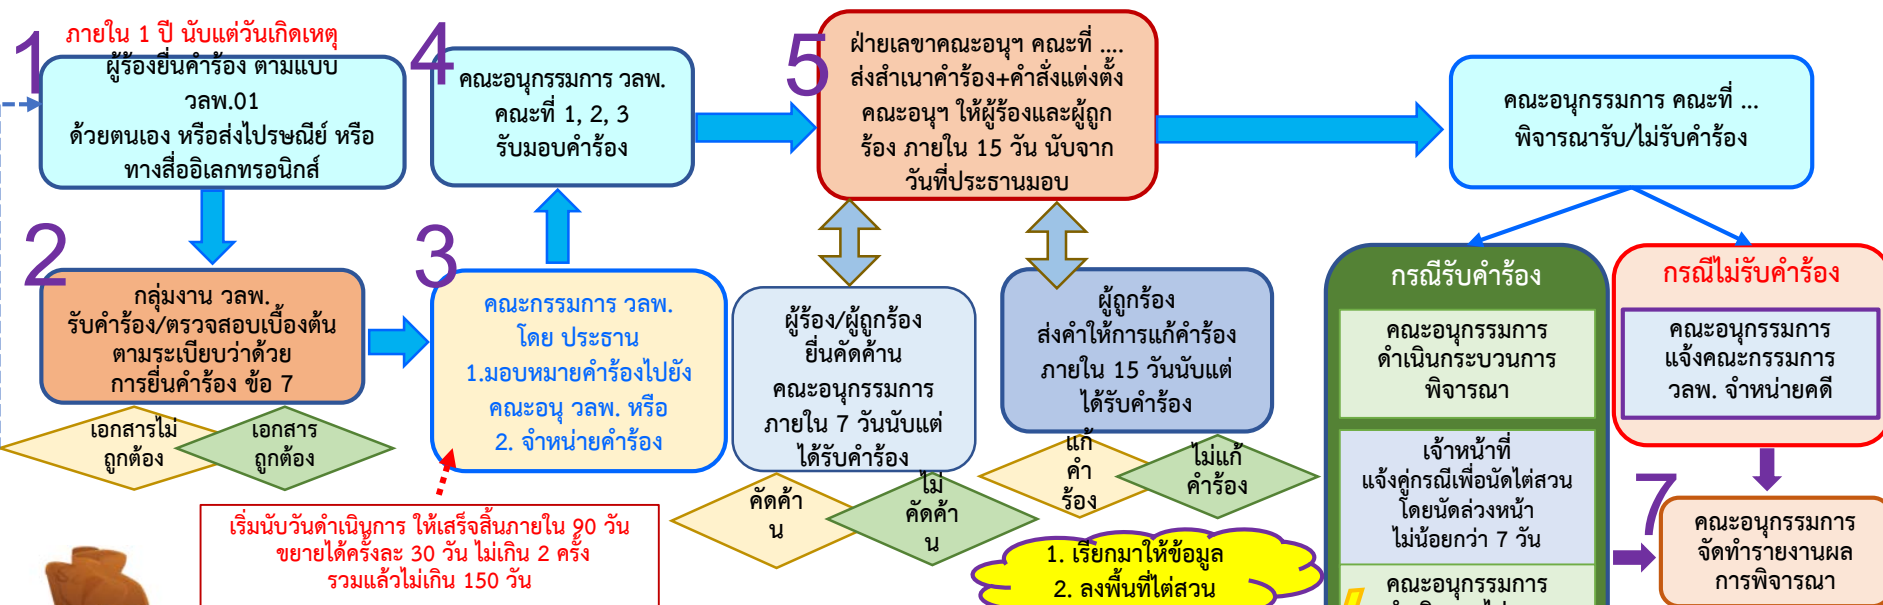 1
ภายใน 1 ปี นับแต่วันเกิดเหตุ
ผู้ร้องยื่นคำร้อง ตามแบบ
วลพ.01
ด้วยตนเอง หรือส่งไปรษณีย์ หรือ
ทางสื่ออิเลกทรอนิกส์
2
กลุ่มงาน วลพ.
รับคำร้อง/ตรวจสอบเบื้องต้น
ตามระเบียบว่าด้วย
การยื่นคำร้อง ข้อ 7
เอกสารไม่
ถูกต้อง
เอกสาร
ถูกต้อง
3
คณะกรรมการ วลพ.
โดย ประธาน
1.มอบหมายคำร้องไปยัง
คณะอนุ วลพ. หรือ
2. จำหน่ายคำร้อง
เริ่มนับวันดำเนินการ ให้เสร็จสิ้นภายใน 90 วัน
ขยายได้ครั้งละ 30 วัน ไม่เกิน 2 ครั้ง
รวมแล้วไม่เกิน 150 วัน
4
คณะอนุกรรมการ วลพ.
คณะที่ 1, 2, 3
รับมอบคำร้อง
5
ฝ่ายเลขาคณะอนุฯ คณะที่ ....
ส่งสำเนาคำร้อง+คำสั่งแต่งตั้ง
คณะอนุฯ ให้ผู้ร้องและผู้ถูก
ร้อง ภายใน 15 วัน นับจาก
วันที่ประธานมอบ
ผู้ร้อง/ผู้ถูกร้อง
ยื่นคัดค้าน
คณะอนุกรรมการ
ภายใน 7 วันนับแต่
ได้รับคำร้อง
คัดค้า
น
ไม่
คัดค้า
น
ผู้ถูกร้อง
ส่งคำให้การแก้คำร้อง
ภายใน 15 วันนับแต่
ได้รับคำร้อง
แก้
คำ
ร้อง
ไม่แก้
คำร้อง
1. เรียกมาให้ข้อมูล
2. ลงพื้นที่ไต่สวน
คณะอนุกรรมการ คณะที่ ...
พิจารณารับ/ไม่รับคำร้อง
กรณีรับคำร้อง
คณะอนุกรรมการ
ดำเนินกระบวนการ
พิจารณา
เจ้าหน้าที่
แจ้งคู่กรณีเพื่อนัดไต่สวน
โดยนัดล่วงหน้า
ไม่น้อยกว่า 7 วัน
คณะอนุกรรมการ
กรณีไม่รับคำร้อง
คณะอนุกรรมการ
แจ้งคณะกรรมการ
วลพ. จำหน่ายคดี
7
คณะอนุกรรมการ
จัดทำรายงานผล
การพิจารณา